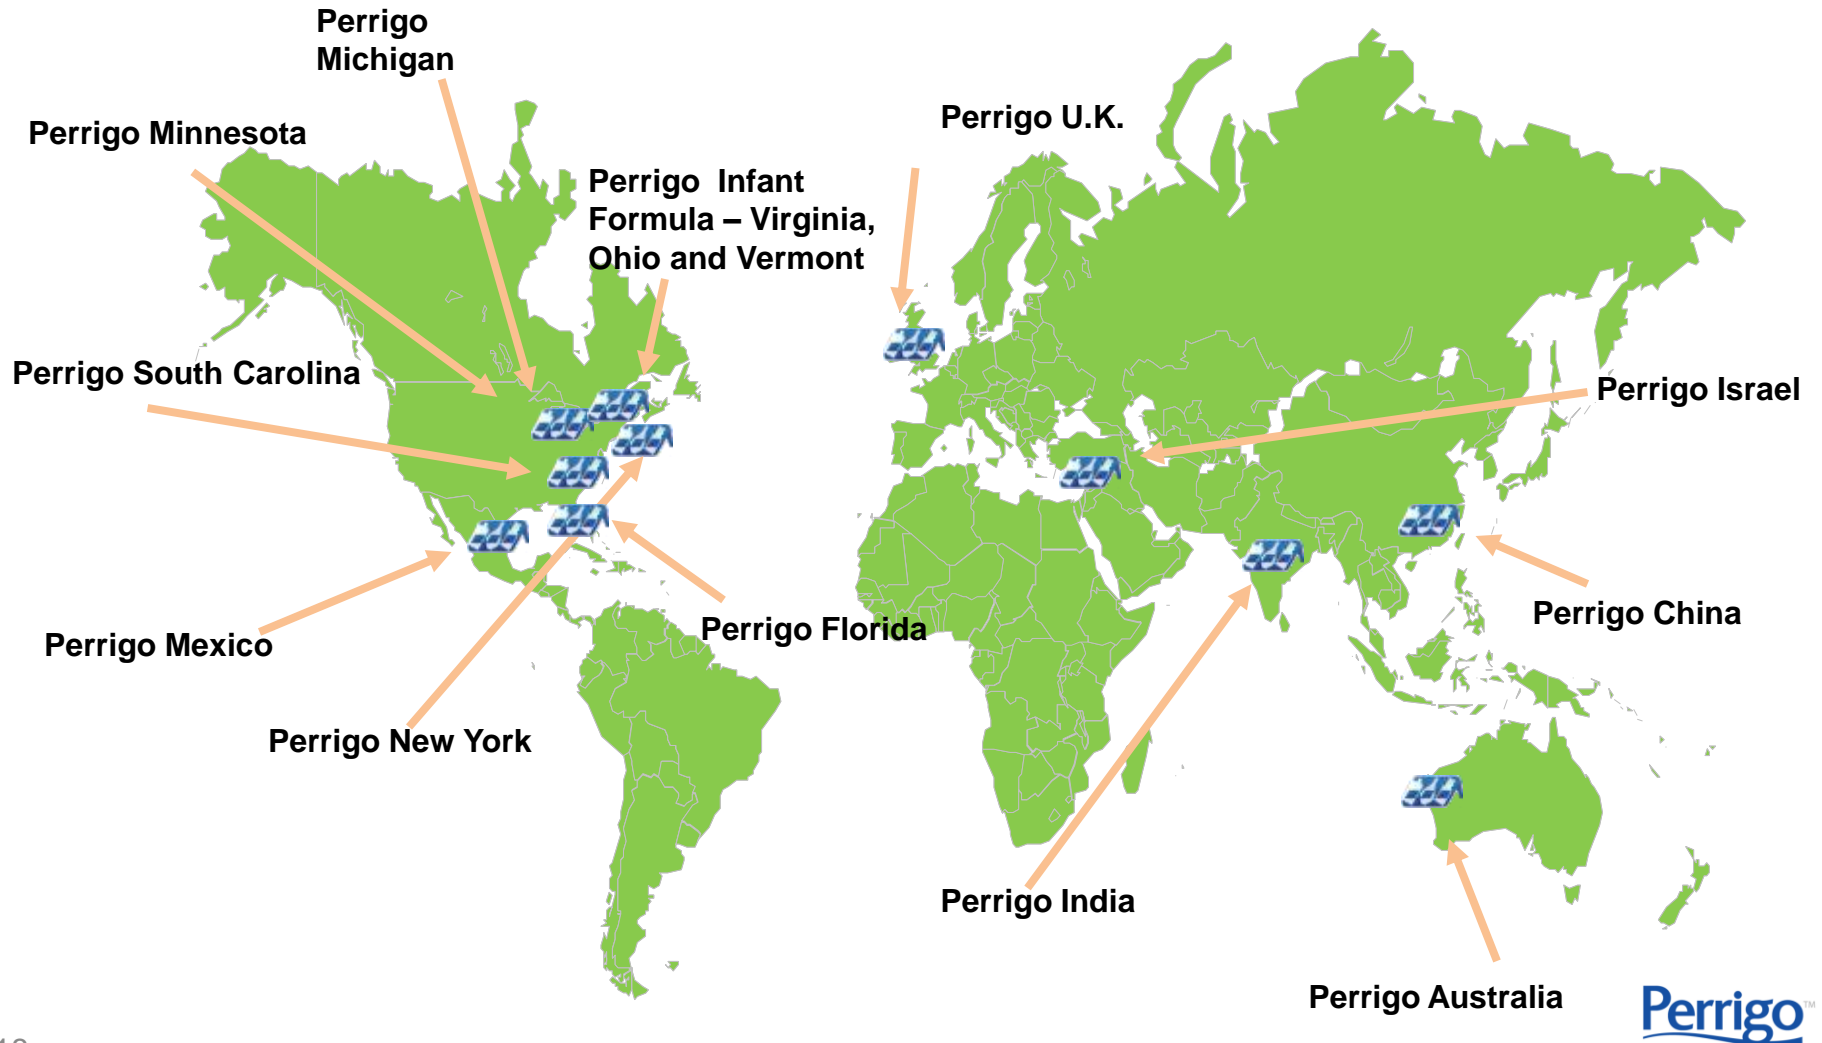 Perrigo
Michigan
Perrigo U.K.
Perrigo Minnesota
Perrigo  Infant
Formula – Virginia,
Ohio and Vermont
Perrigo South Carolina
Perrigo Israel
Perrigo China
Perrigo Florida
Perrigo Mexico
Perrigo New York
Perrigo India
Perrigo Australia
Perrigo™